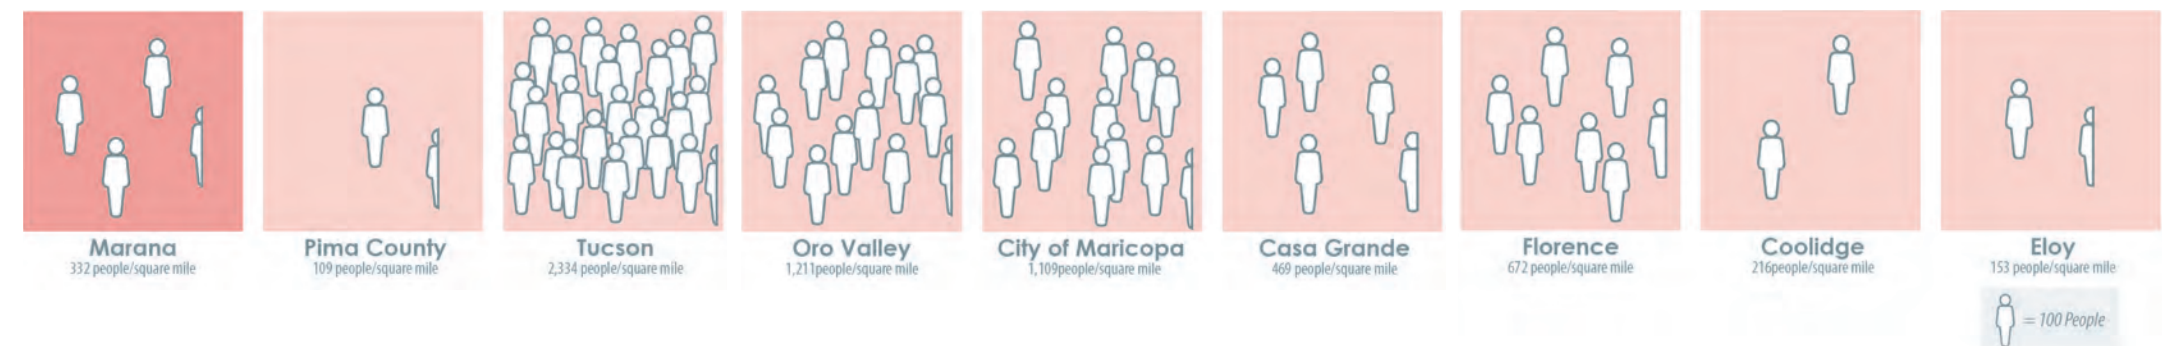 Marana
332 people/square mile
Pima County
109 people/square mile
Tucson
2,334 people/square mile
Oro Valley
1,211people/square mile
City of Maricopa
1,109people/square mile
Casa Grande
469 people/square mile
Florence
672 people/square mile
Coolidge
216people/square mile
Eloy
153 people/square mile
= 100 People